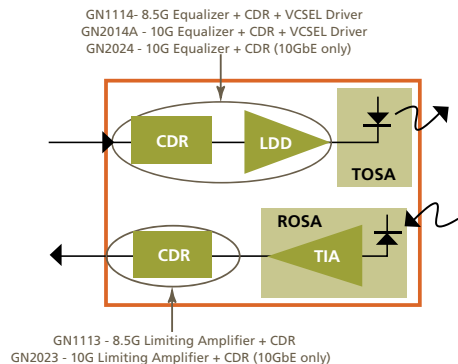 GN1114- 8.5G Equalizer + CDR + VCSEL Driver
GN2014A - 10G Equalizer + CDR + VCSEL Driver
GN2024 - 10G Equalizer + CDR (10GbE only)
CDR
LDD
TOSA
ROSA
CDR
TIA
GN1113 - 8.5G Limiting Amplifier + CDR
GN2023 - 10G Limiting Amplifier + CDR (10GbE only)